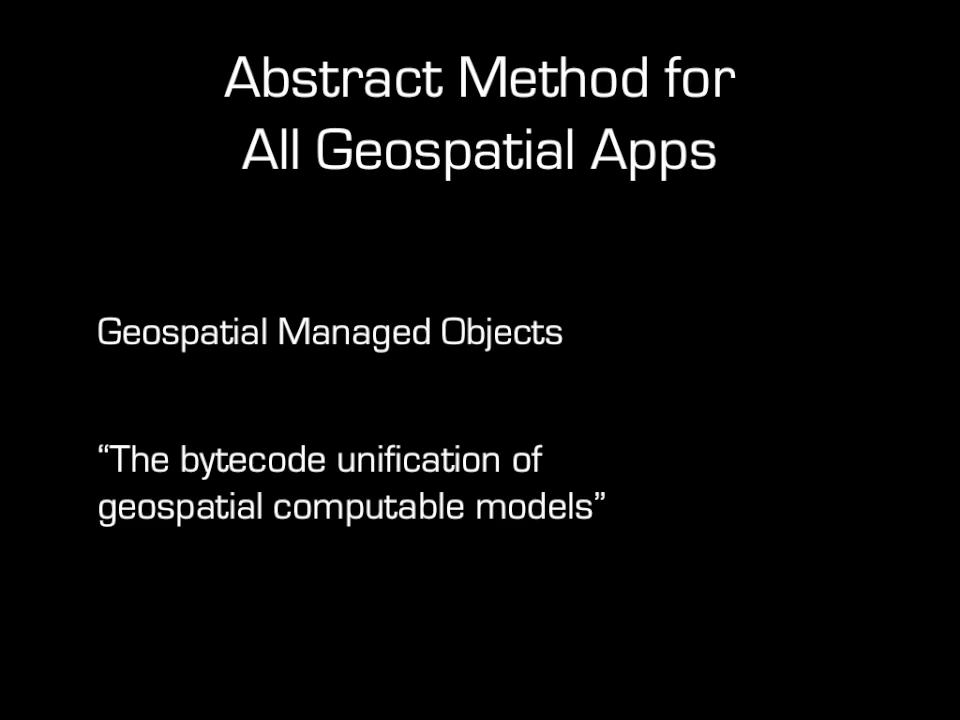 Abstract Method for
All Geospatial Apps
Geospatial Managed Objects
“The bytecode unification of
geospatial computable models”